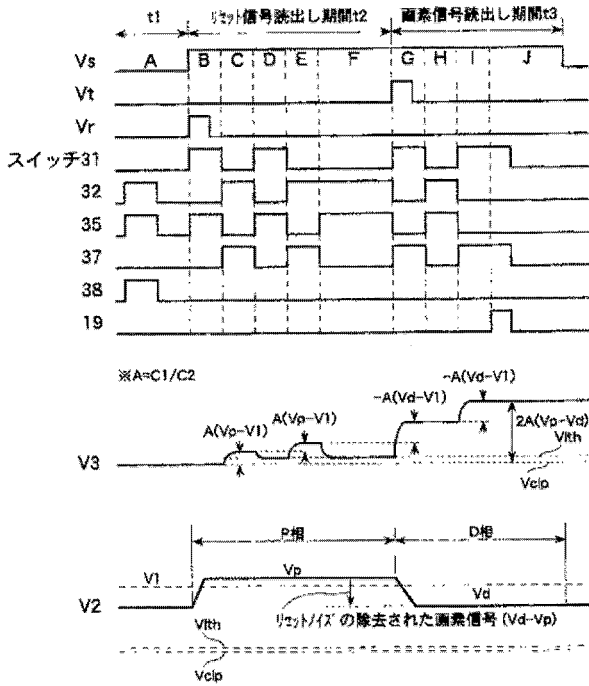 t1 リセット信号読出し期間t2 画素信号読出し期間t3
Vs A B C D E F G H I J
Vt
Vr
スイッチ31
32
35
37
38
19
※A=C1/C2
-A(Vd-V1)
A(Vp-V1) A(Vp-V1) -A(Vd-V1)
2A(Vp-Vd)
Vlth
V3
Vclp
P相 D相
V1 Vp
V2 Vd
リセットノイズの除去された画素信号(Vd-Vp)
Vlth
Vclp